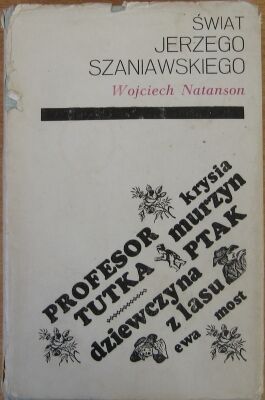 ŚWIAT
JERZEGO
SZANIAWSKIEGO
Wojciech Natanson
krysia
PROFESOR murzyn
TUTKA PTAK
dziewczyna
z lasu
ewa most